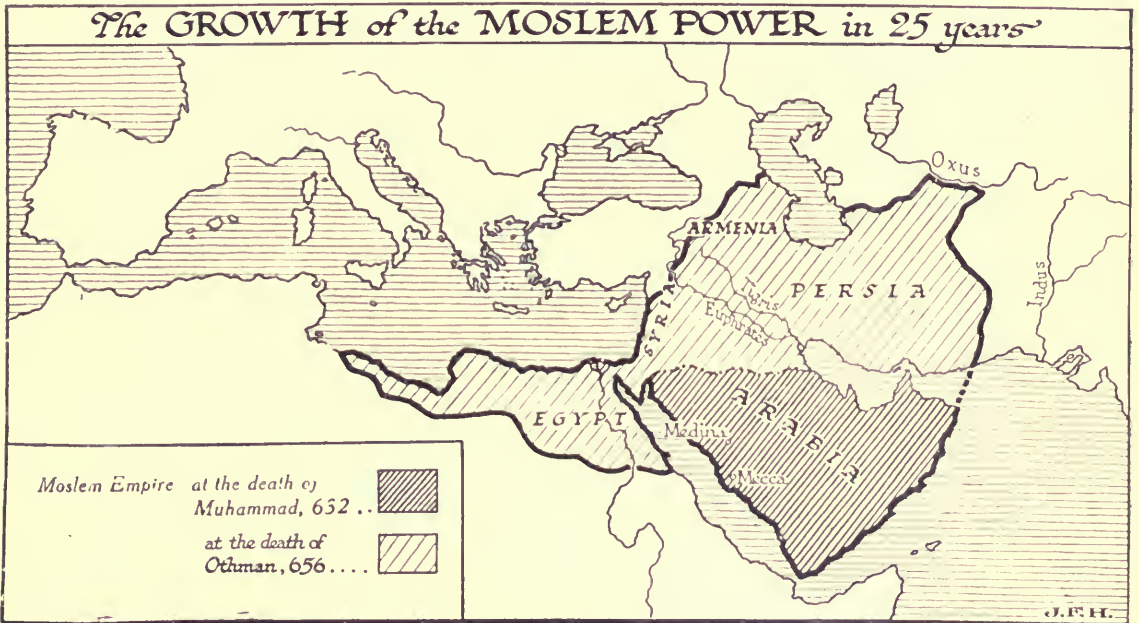 The GROWTH of the MOSLEM POWER in 25 years
Oxus
ARMENIA
PERSIA
Tigris
Euphrates
SYRIA
Indus
ARABIA
EGYPT
Medina
Mecca
Moslem Empire at the death of
Muhammad, 632 ..
at the death of
Othman, 656 ....
J.F.H.